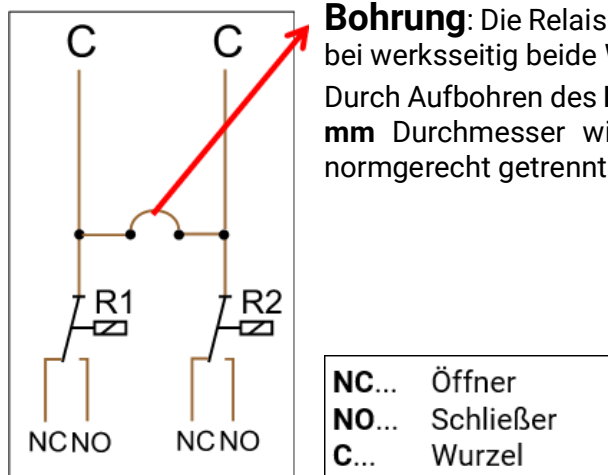 C C
R1 R2
NC NO NC NO
Bohrung: Die Relais
bei werksseitig beide
Durch Aufbohren des
mm Durchmesser
normgerecht getrennt
NC... Öffner
NO... Schließer
C... Wurzel